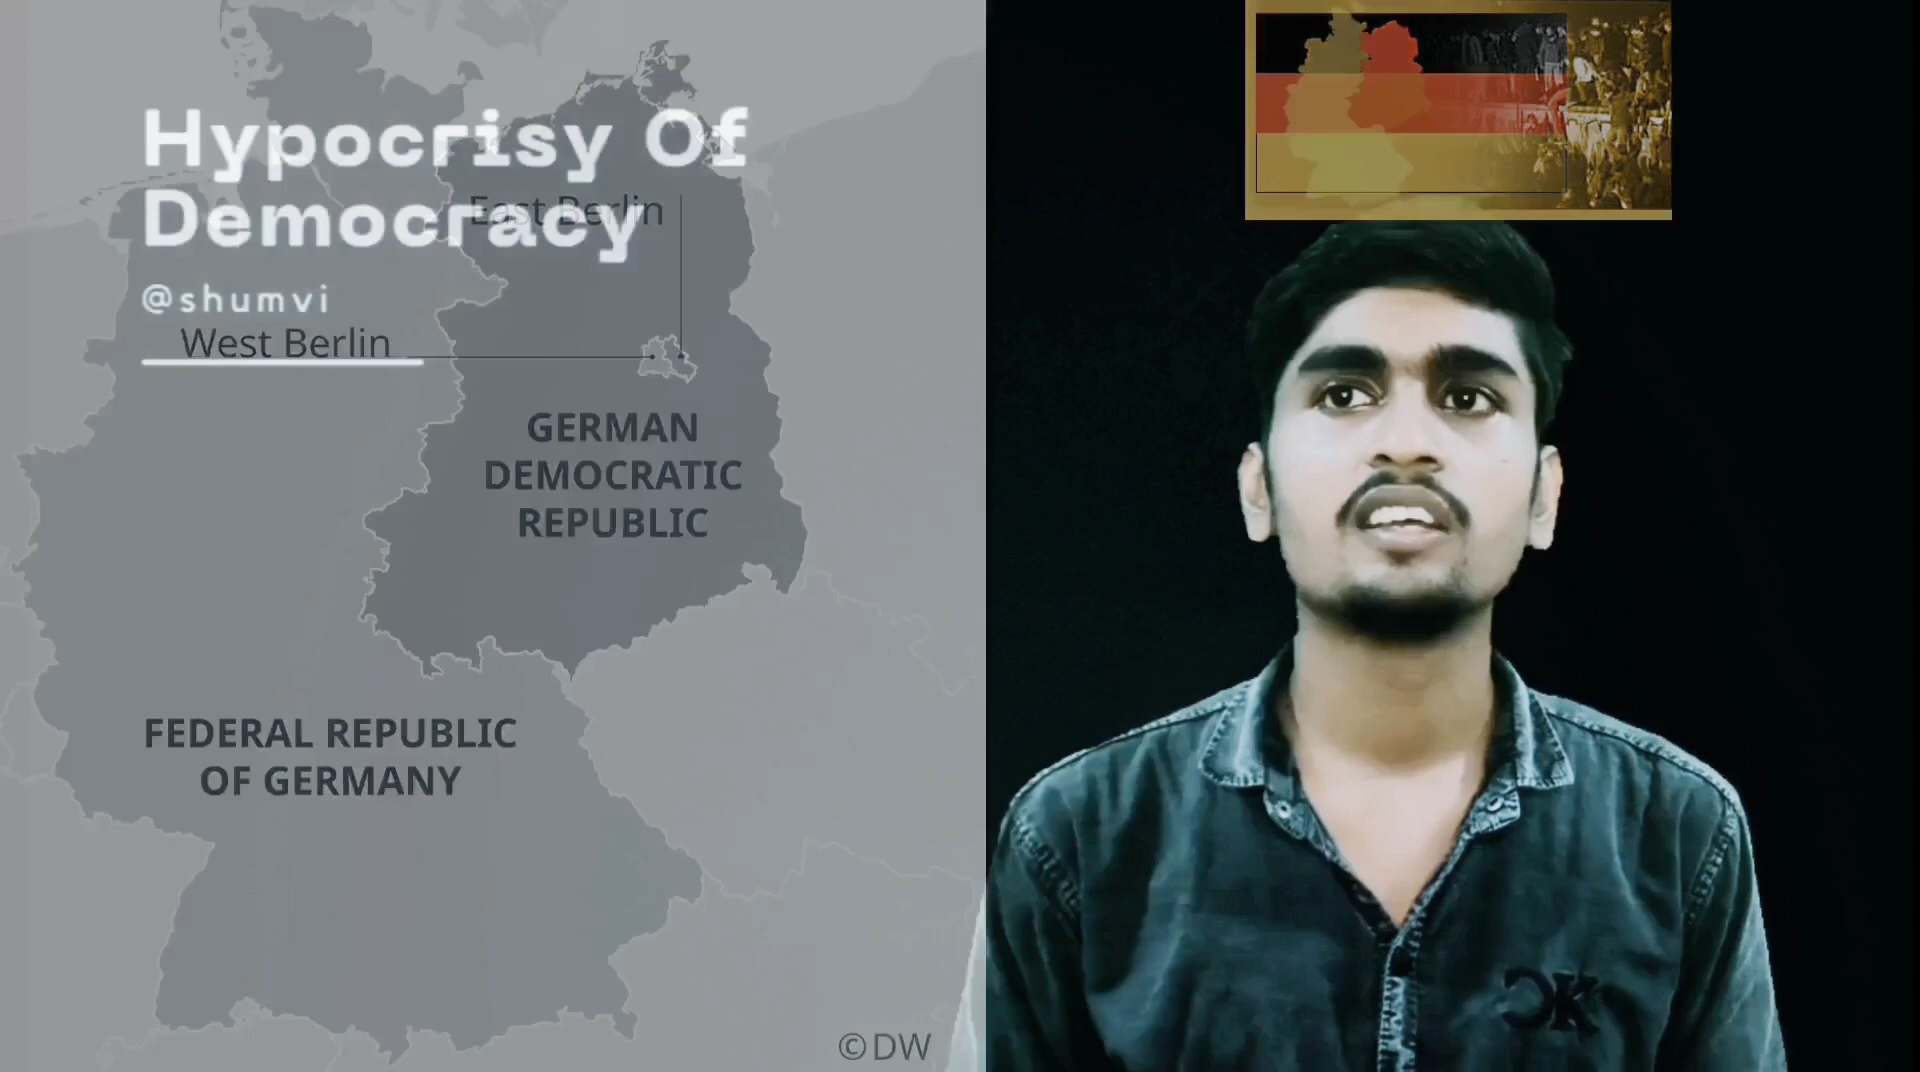 Hypocrisy Of
Democracy
East Berlin
@shumvi
West Berlin
GERMAN
DEMOCRATIC
REPUBLIC
FEDERAL REPUBLIC
OF GERMANY
©DW